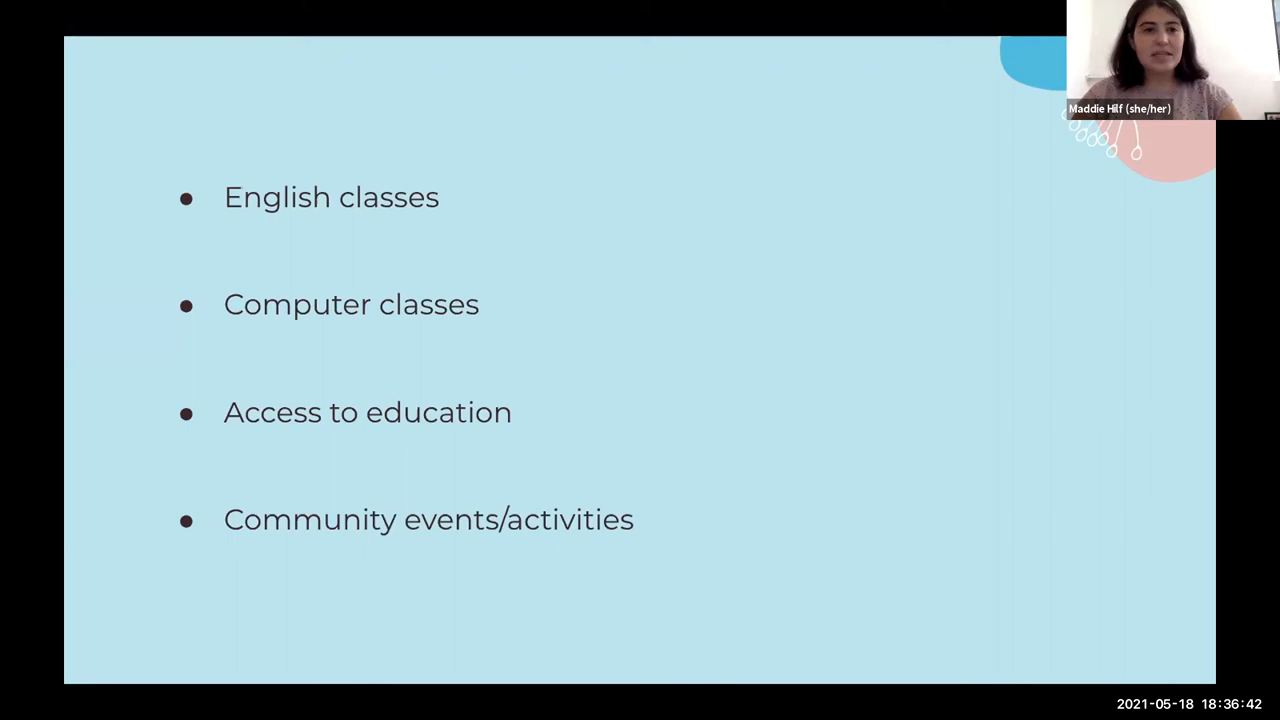 Maddie Hilf (she/her)
● English classes
● Computer classes
● Access to education
● Community events/activities
2021-05-18 18:36:42